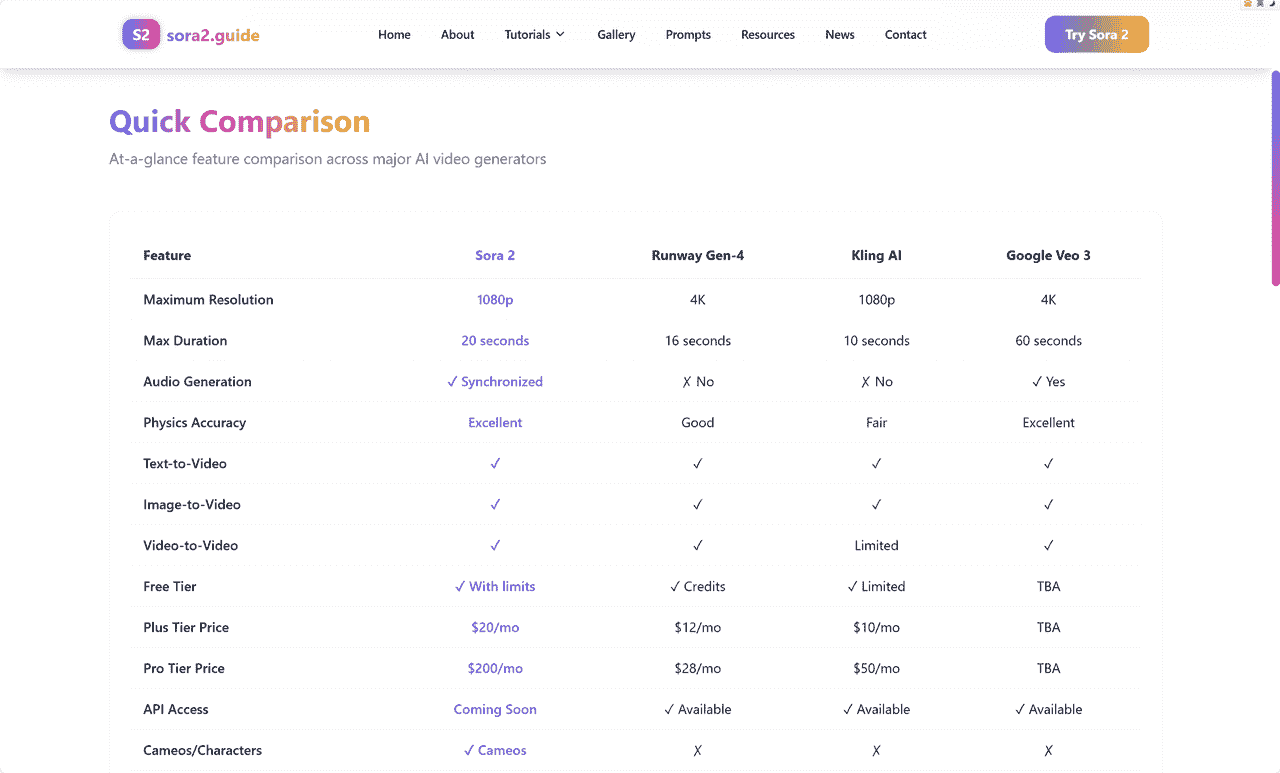 S2 sora2.guide Home About Tutorials Gallery Prompts Resources News Contact Try Sora 2
Quick Comparison
At-a-glance feature comparison across major AI video generators
Feature Sora 2 Runway Gen-4 Kling AI Google Veo 3
Maximum Resolution 1080p 4K 1080p 4K
Max Duration 20 seconds 16 seconds 10 seconds 60 seconds
Audio Generation ✓ Synchronized ✗ No ✗ No ✓ Yes
Physics Accuracy Excellent Good Fair Excellent
Text-to-Video ✓ ✓ ✓ ✓
Image-to-Video ✓ ✓ ✓ ✓
Video-to-Video ✓ ✓ Limited ✓
Free Tier ✓ With limits ✓ Credits ✓ Limited TBA
Plus Tier Price $20/mo $12/mo $10/mo TBA
Pro Tier Price $200/mo $28/mo $50/mo TBA
API Access Coming Soon ✓ Available ✓ Available ✓ Available
Cameos/Characters ✓ Cameos ✗ ✗ ✗